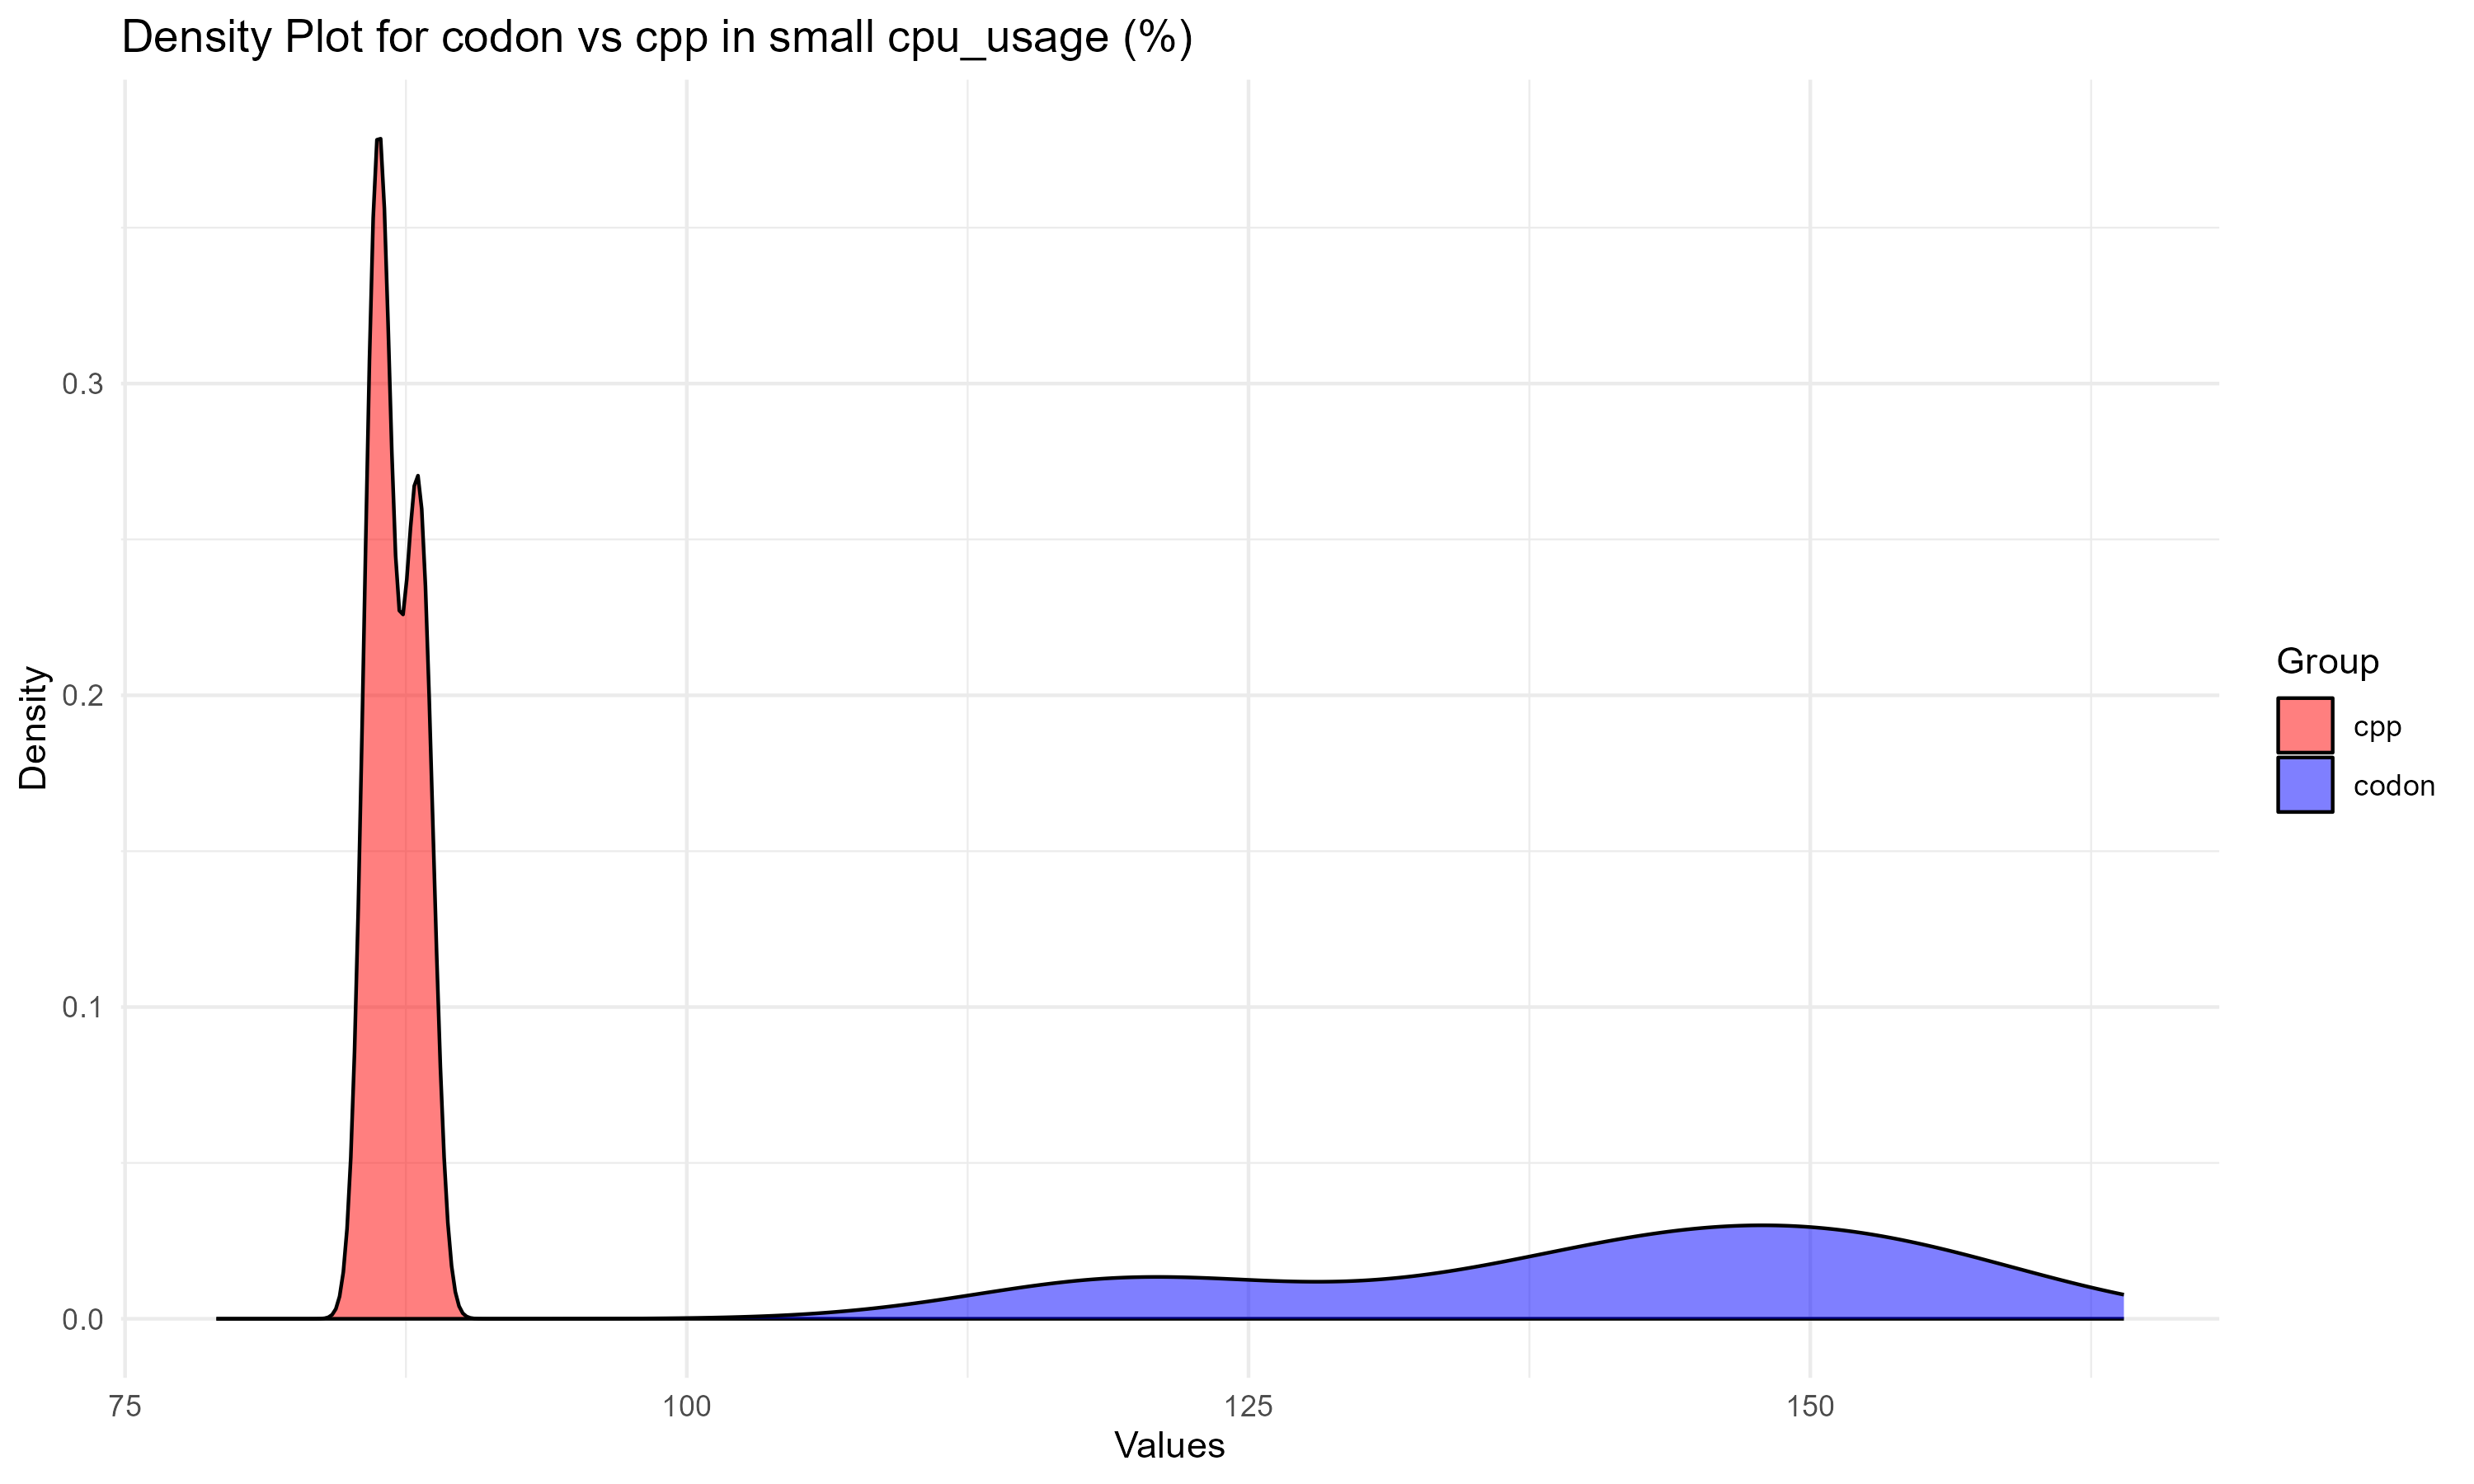 Density Plot for codon vs cpp in small cpu_usage (%)
Density
0.3
0.2
0.1
0.0
75
100
125
150
Values
Group
cpp
codon